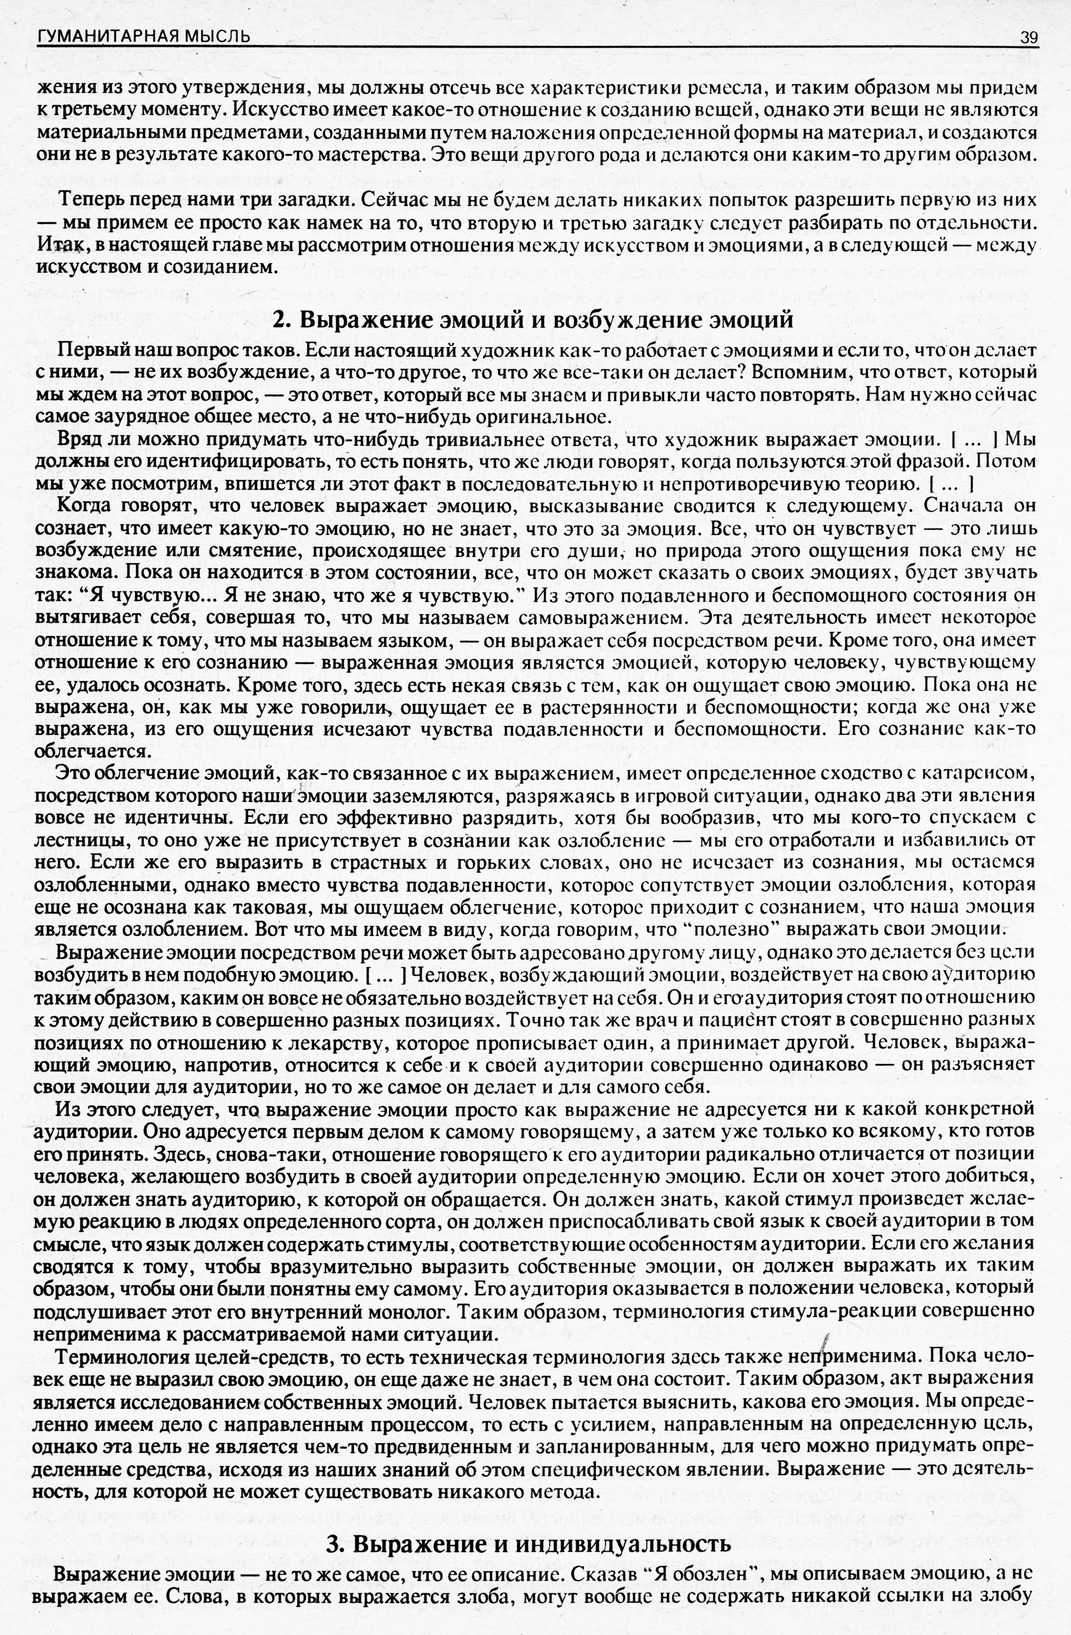 ГУМАНИТАРНАЯ МЫСЛЬ 39
жения из этого утверждения, мы должны отсечь все характеристики ремесла, и таким образом мы придем
к третьему моменту. Искусство имеет какое-то отношение к созданию вещей, однако эти вещи не являются
материальными предметами, созданными путем наложения определенной формы на материал, и создаются
они не в результате какого-то мастерства. Это вещи другого рода и делаются они каким-то другим образом.
Теперь перед нами три загадки. Сейчас мы не будем делать никаких попыток разрешить первую из них
— мы примем ее просто как намек на то, что вторую и третью загадку следует разбирать по отдельности.
Итак, в настоящей главе мы рассмотрим отношения между искусством и эмоциями, а в следующей — между
искусством и созиданием.
2. Выражение эмоций и возбуждение эмоций
Первый наш вопрос таков. Если настоящий художник как-то работает с эмоциями и если то, что он делает
с ними, — не их возбуждение, а что-то другое, то что же все-таки он делает? Вспомним, что ответ, который
мы ждем на этот вопрос, — это ответ, который все мы знаем и привыкли часто повторять. Нам нужно сейчас
самое заурядное общее место, а не что-нибудь оригинальное.
Вряд ли можно придумать что-нибудь тривиальнее ответа, что художник выражает эмоции. [ ... ] Мы
должны его идентифицировать, то есть понять, что же люди говорят, когда пользуются этой фразой. Потом
мы уже посмотрим, впишется ли этот факт в последовательную и непротиворечивую теорию. [ ... ]
Когда говорят, что человек выражает эмоцию, высказывание сводится к следующему. Сначала он
сознает, что имеет какую-то эмоцию, но не знает, что это за эмоция. Все, что он чувствует — это лишь
возбуждение или смятение, происходящее внутри его души, но природа этого ощущения пока ему не
знакома. Пока он находится в этом состоянии, все, что он может сказать о своих эмоциях, будет звучать
так: “Я чувствую... Я не знаю, что же я чувствую.” Из этого подавленного и беспомощного состояния он
вытягивает себя, совершая то, что мы называем самовыражением. Эта деятельность имеет некоторое
отношение к тому, что мы называем языком, — он выражает себя посредством речи. Кроме того, она имеет
отношение к его сознанию — выраженная эмоция является эмоцией, которую человеку, чувствующему
ее, удалось осознать. Кроме того, здесь есть некая связь с тем, как он ощущает свою эмоцию. Пока она не
выражена, он, как мы уже говорили, ощущает ее в растерянности и беспомощности; когда же она уже
выражена, из его ощущения исчезают чувства подавленности и беспомощности. Его сознание как-то
облегчается.
Это облегчение эмоций, как-то связанное с их выражением, имеет определенное сходство с катарсисом,
посредством которого наши эмоции заземляются, разряжаясь в игровой ситуации, однако два эти явления
вовсе не идентичны. Если его эффективно разрядить, хотя бы вообразив, что мы кого-то спускаем с
лестницы, то оно уже не присутствует в сознании как озлобление — мы его отработали и избавились от
него. Если же его выразить в страстных и горьких словах, оно не исчезает из сознания, мы остаемся
озлобленными, однако вместо чувства подавленности, которое сопутствует эмоции озлобления, которая
еще не осознана как таковая, мы ощущаем облегчение, которое приходит с сознанием, что наша эмоция
является озлоблением. Вот что мы имеем в виду, когда говорим, что “полезно” выражать свои эмоции.
Выражение эмоции посредством речи может быть адресовано другому лицу, однако это делается без цели
возбудить в нем подобную эмоцию. [ ... ] Человек, возбуждающий эмоции, воздействует на свою аудиторию
таким образом, каким он вовсе не обязательно воздействует на себя. Он и его аудитория стоят по отношению
к этому действию в совершенно разных позициях. Точно так же врач и пациент стоят в совершенно разных
позициях по отношению к лекарству, которое прописывает один, а принимает другой. Человек, выража-
ющий эмоцию, напротив, относится к себе и к своей аудитории совершенно одинаково — он разъясняет
свои эмоции для аудитории, но то же самое он делает и для самого себя.
Из этого следует, что выражение эмоции просто как выражение не адресуется ни к какой конкретной
аудитории. Оно адресуется первым делом к самому говорящему, а затем уже только ко всякому, кто готов
его принять. Здесь, снова-таки, отношение говорящего к его аудитории радикально отличается от позиции
человека, желающего возбудить в своей аудитории определенную эмоцию. Если он хочет этого добиться,
он должен знать аудиторию, к которой он обращается. Он должен знать, какой стимул произведет желае-
мую реакцию в людях определенного сорта, он должен приспосабливать свой язык к своей аудитории в том
смысле, что язык должен содержать стимулы, соответствующие особенностям аудитории. Если его желания
сводятся к тому, чтобы вразумительно выразить собственные эмоции, он должен выражать их таким
образом, чтобы они были понятны ему самому. Его аудитория оказывается в положении человека, который
подслушивает этот его внутренний монолог. Таким образом, терминология стимула-реакции совершенно
неприменима к рассматриваемой нами ситуации.
Терминология целей-средств, то есть техническая терминология здесь также неприменима. Пока чело-
век еще не выразил свою эмоцию, он еще даже не знает, в чем она состоит. Таким образом, акт выражения
является исследованием собственных эмоций. Человек пытается выяснить, какова его эмоция. Мы опреде-
ленно имеем дело с направленным процессом, то есть с усилием, направленным на определенную цель,
однако эта цель не является чем-то предвиденным и запланированным, для чего можно придумать опре-
деленные средства, исходя из наших знаний об этом специфическом явлении. Выражение — это деятель-
ность, для которой не может существовать никакого метода.
3. Выражение и индивидуальность
Выражение эмоции — не то же самое, что ее описание. Сказав “Я обозлен”, мы описываем эмоцию, а не
выражаем ее. Слова, в которых выражается злоба, могут вообще не содержать никакой ссылки на злобу